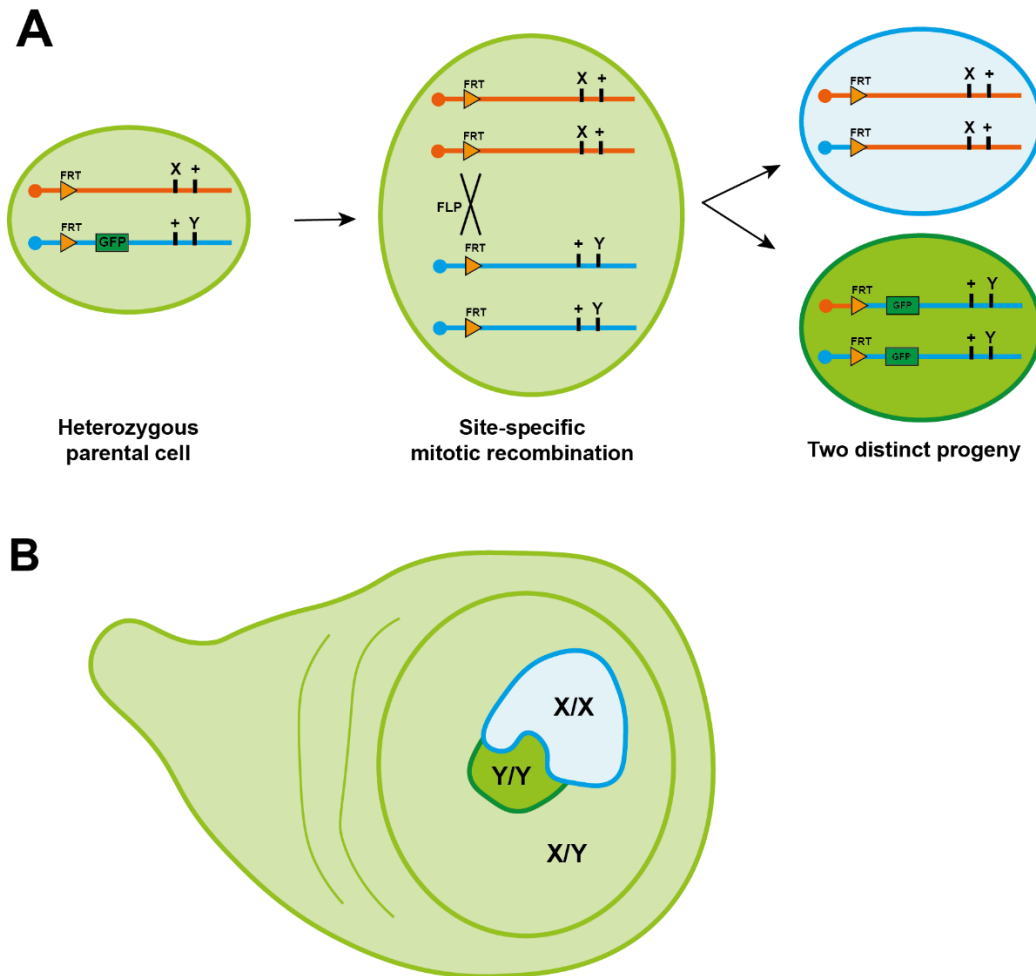 A
FRT X +
FRT GFP + Y
Heterozygous
parental cell
FRT X +
FRT X +
FLP
FRT + Y
FRT + Y
Site-specific
mitotic recombination
FRT X +
FRT X +
FRT GFP + Y
FRT GFP + Y
Two distinct progeny
B
X/X
Y/Y
X/Y